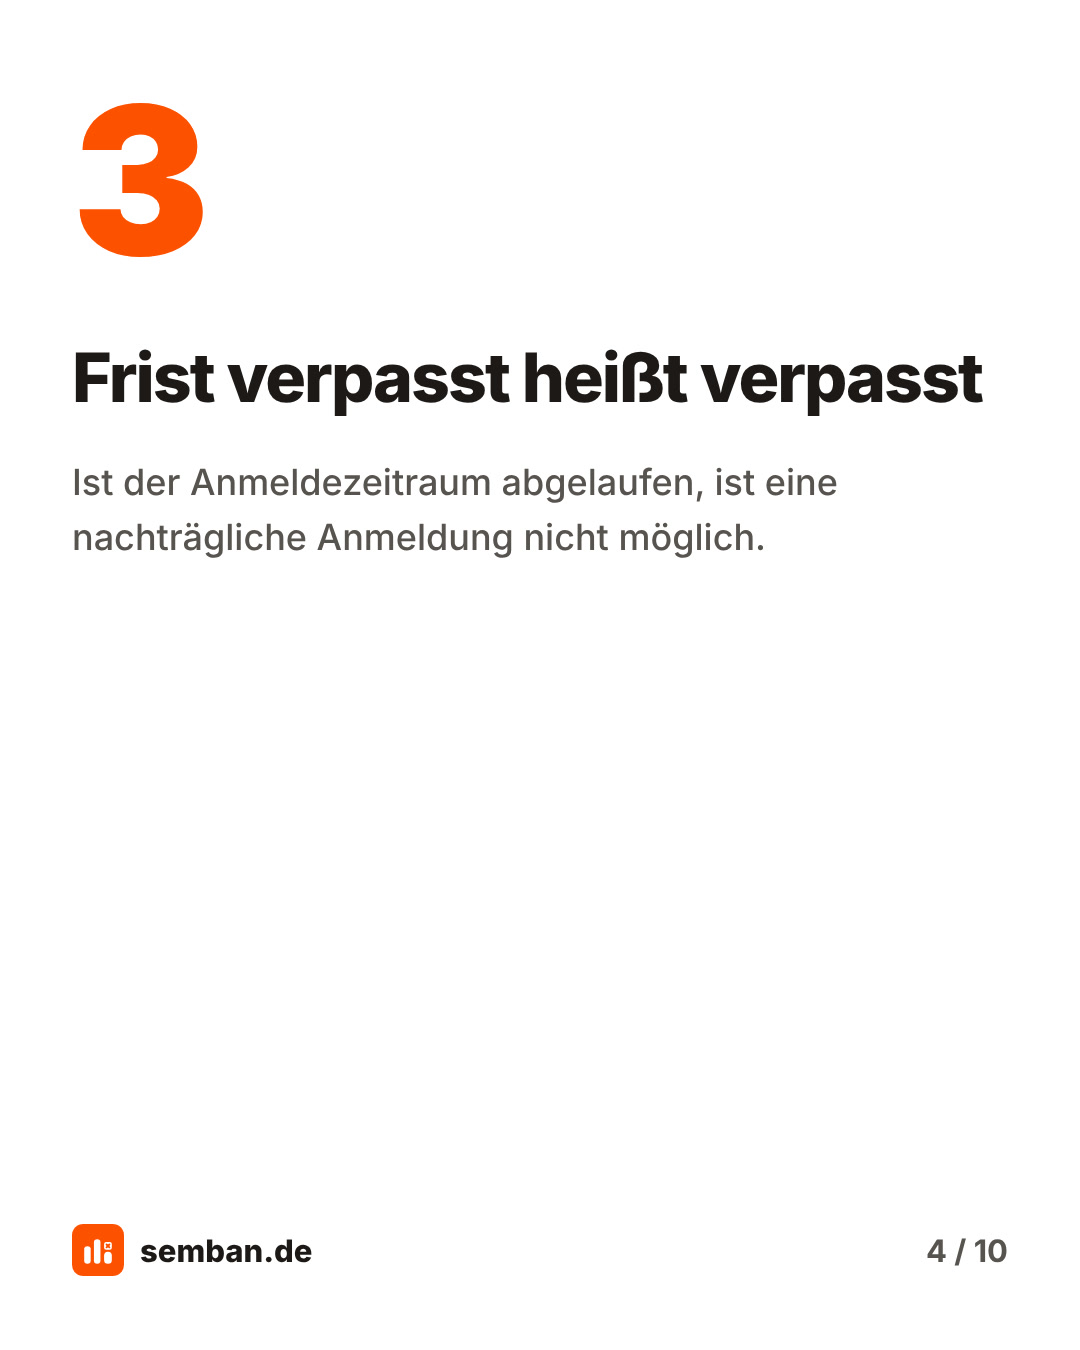 3
Frist verpasst heißt verpasst
Ist der Anmeldezeitraum abgelaufen, ist eine
nachträgliche Anmeldung nicht möglich.
semban.de
4 / 10